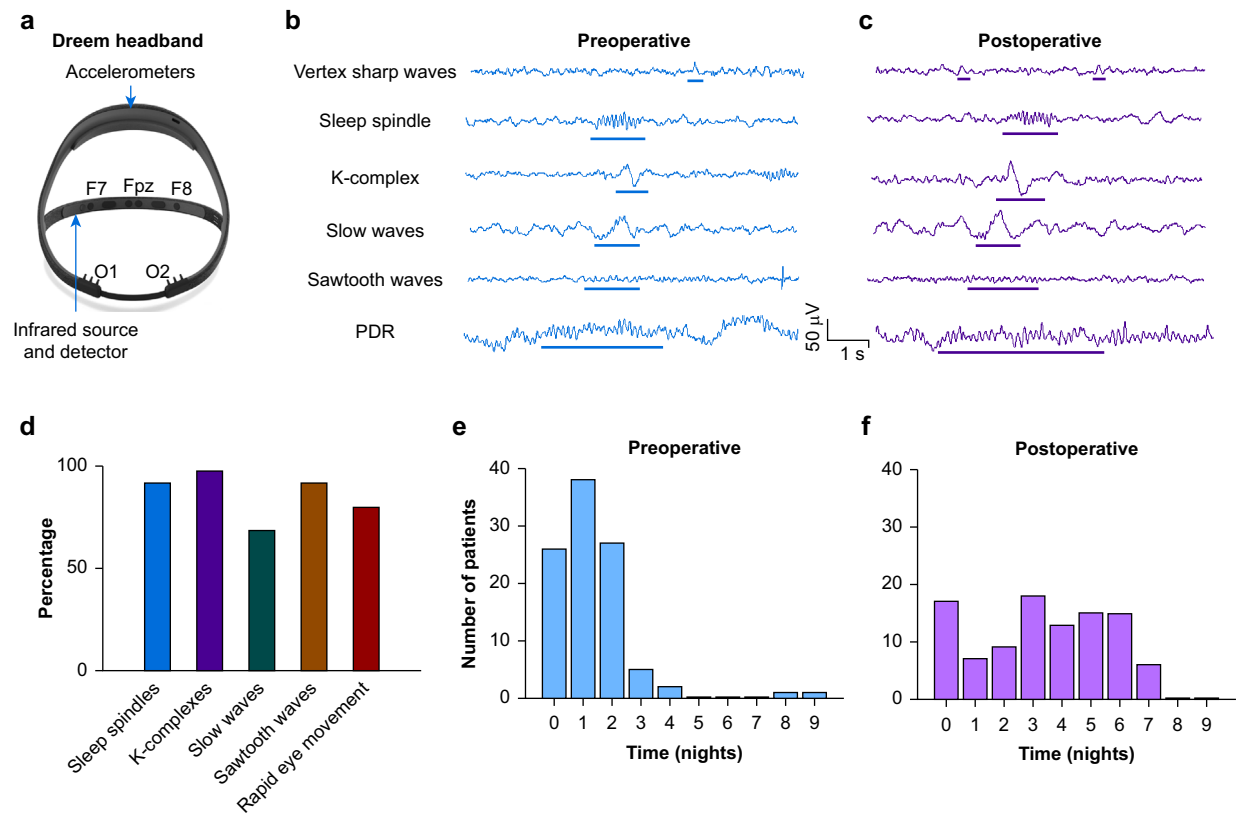 a
Dreem headband
Accelerometers
F7 Fpz F8
O1 O2
Infrared source
and detector
b
Preoperative
Vertex sharp waves
Sleep spindle
K-complex
Slow waves
Sawtooth waves
PDR
50 µV
1 s
c
Postoperative
d
Percentage
100
50
0
Sleep spindles
K-complexes
Slow waves
Sawtooth waves
Rapid eye movement
e
Preoperative
Number of patients
40
30
20
10
0
0 1 2 3 4 5 6 7 8 9
Time (nights)
f
Postoperative
40
30
20
10
0
0 1 2 3 4 5 6 7 8 9
Time (nights)